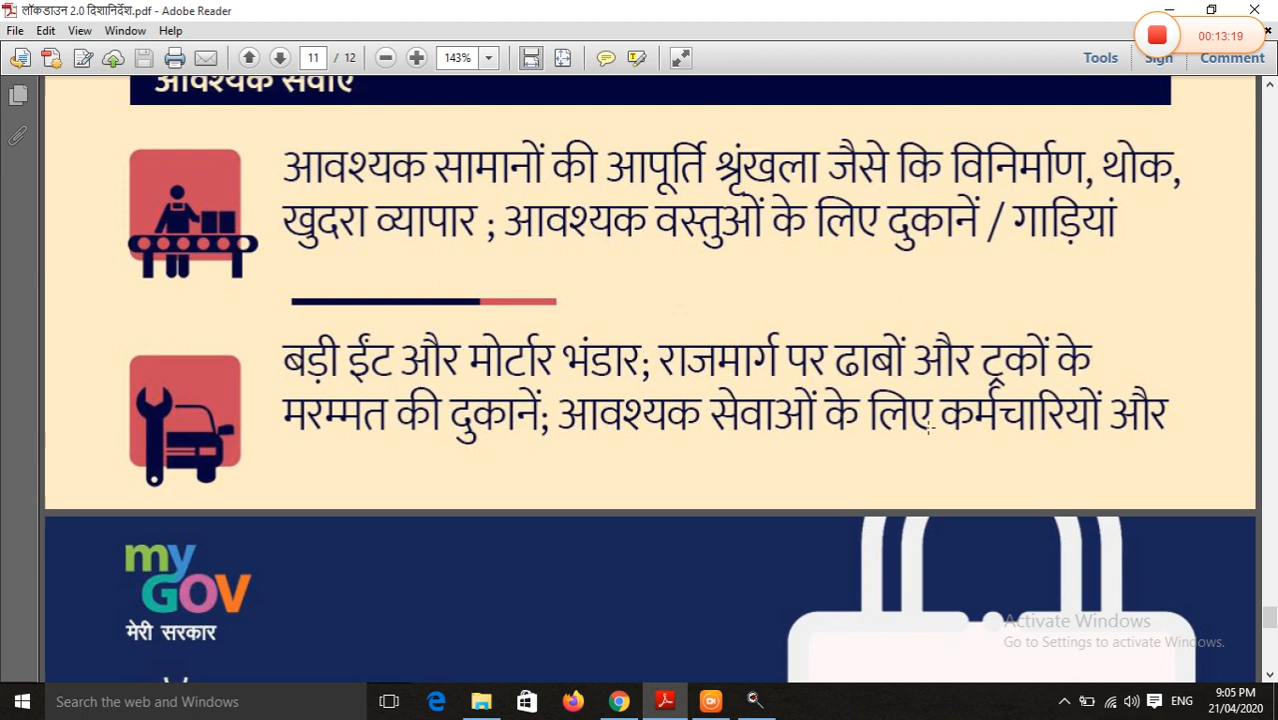 लॉकडाउन 2.0 दिशानिर्देश.pdf - Adobe Reader
File Edit View Window Help
00:13:19
11 / 12 143% Tools Sign Comment
आवश्यक सेवाएं
आवश्यक सामानों की आपूर्ति श्रृंखला जैसे कि विनिर्माण, थोक,
खुदरा व्यापार ; आवश्यक वस्तुओं के लिए दुकानें / गाड़ियां
बड़ी ईंट और मोर्टार भंडार; राजमार्ग पर ढाबों और ट्रकों के
मरम्मत की दुकानें; आवश्यक सेवाओं के लिए कर्मचारियों और
my
GOV
मेरी सरकार
Activate Windows
Go to Settings to activate Windows.
Search the web and Windows
ENG
9:05 PM
21/04/2020